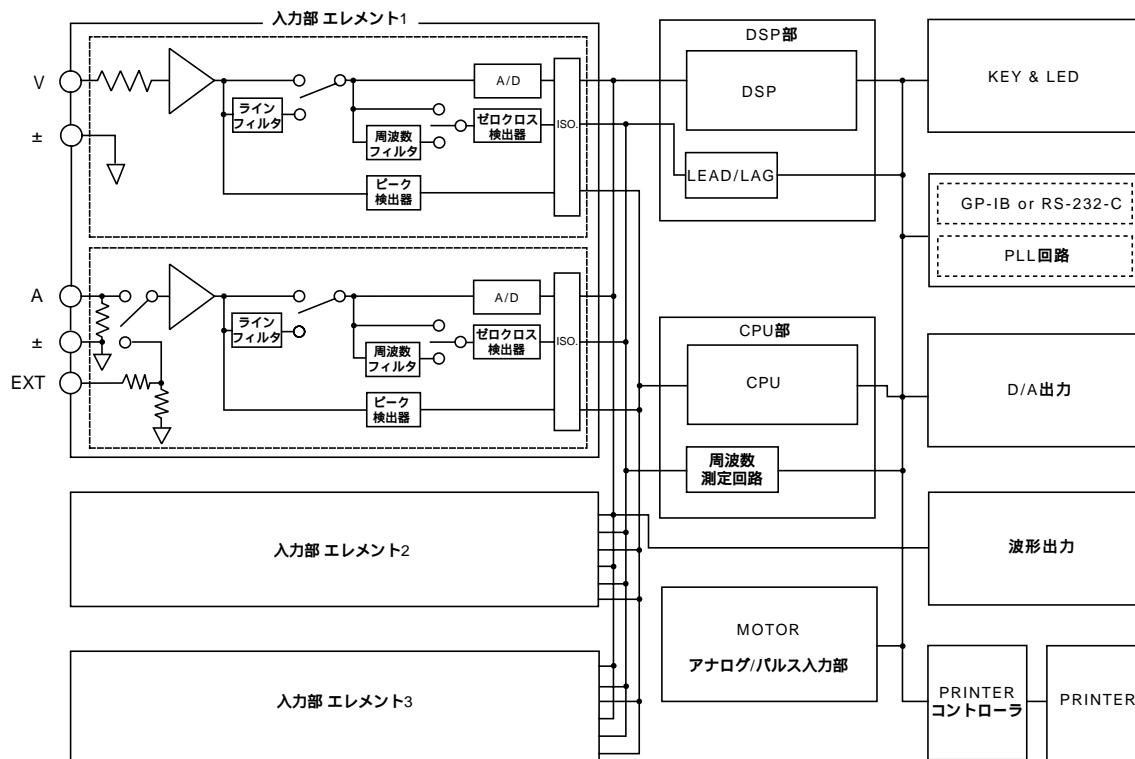 入力部 エレメント1
V
±
ライン
フィルタ
周波数
フィルタ
A/D
ゼロクロス
検出器
ピーク
検出器
ISO.
A
±
EXT
ライン
フィルタ
周波数
フィルタ
A/D
ゼロクロス
検出器
ピーク
検出器
ISO.
入力部 エレメント2
入力部 エレメント3
DSP部
DSP
LEAD/LAG
CPU部
CPU
周波数
測定回路
MOTOR
アナログ/パルス入力部
KEY & LED
GP-IB or RS-232-C
PLL回路
D/A出力
波形出力
PRINTER
コントローラ
PRINTER